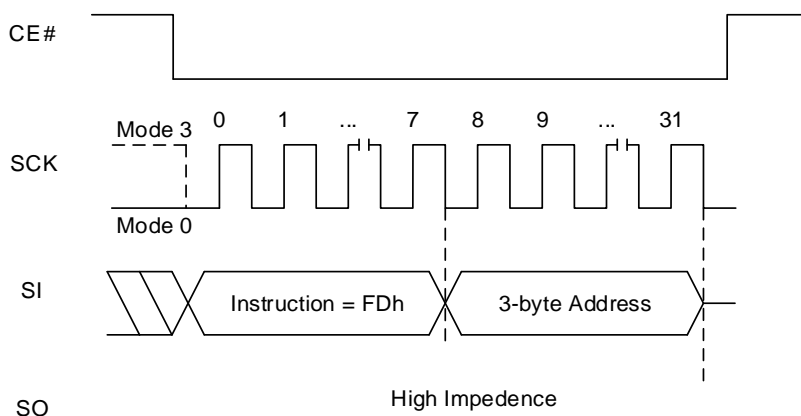 CE#
0 1 ... 7 8 9 ... 31
Mode 3
SCK
Mode 0
SI
Instruction = FDh
3-byte Address
High Impedence
SO